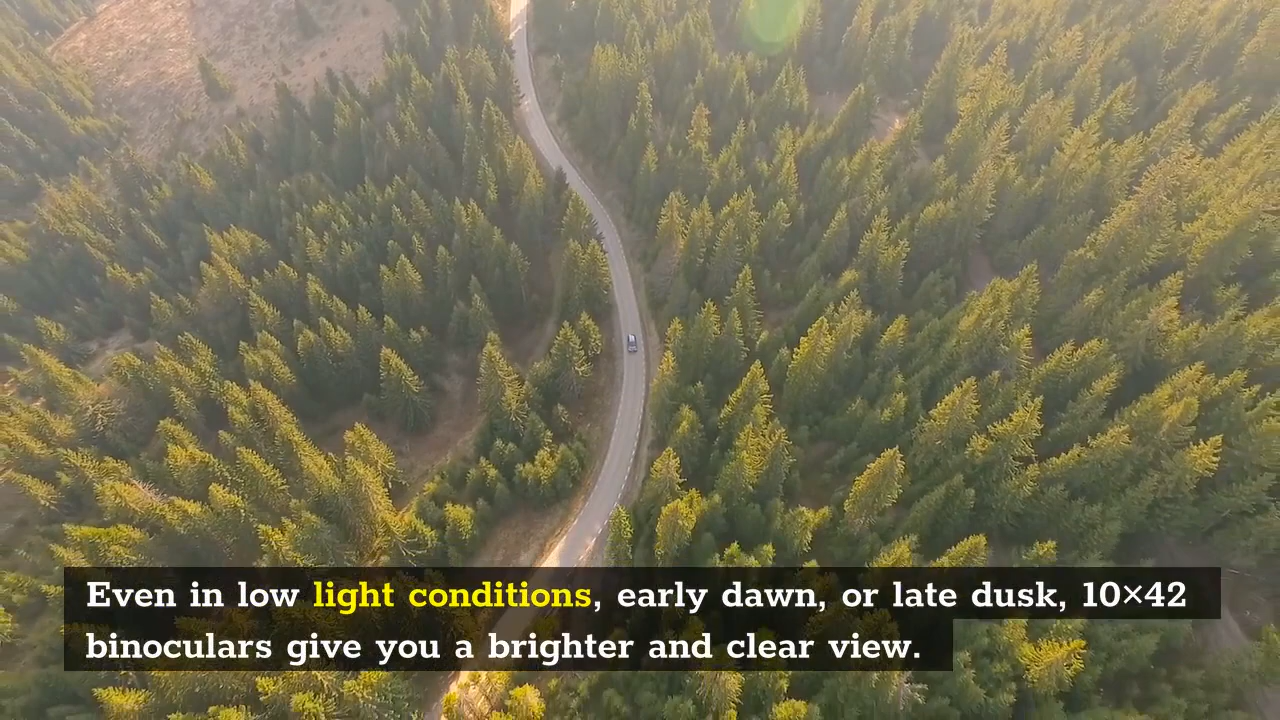 Even in low light conditions, early dawn, or late dusk, 10×42
binoculars give you a brighter and clear view.